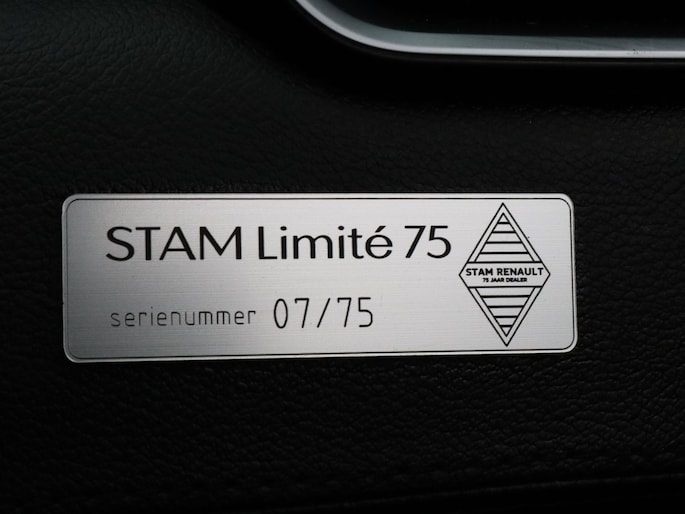 STAM Limité 75
serienummer 07/75
STAM RENAULT
75 JAAR DEALER